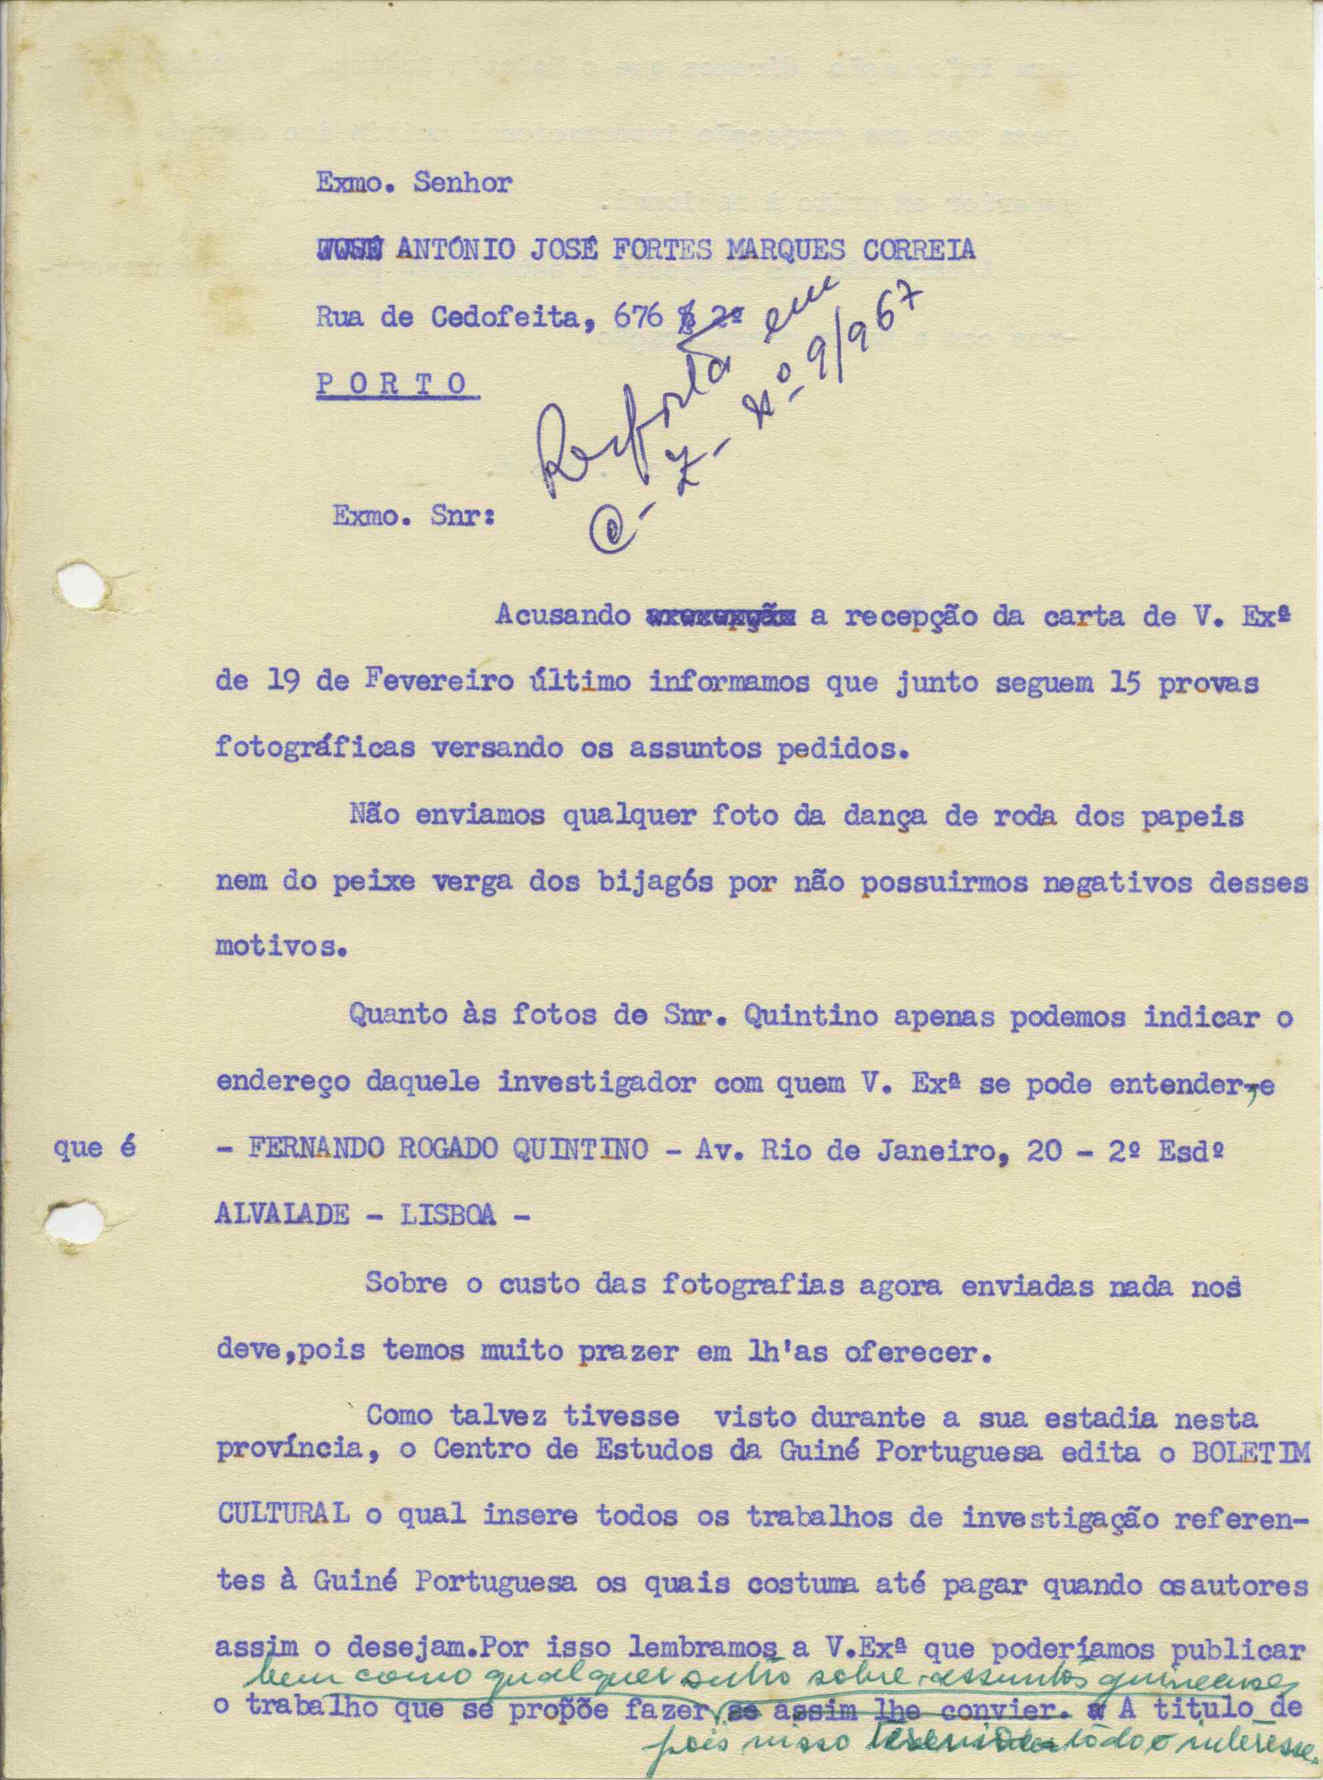 Exmo. Senhor
JOSÉ ANTÓNIO JOSÉ FORTES MARQUES CORREIA
Rua de Cedofeita, 676 2º
PORTO
Resposta em
C- 7- Nº 9/967
Exmo. Snr:
Acusando a recepção da carta de V. Exª
de 19 de Fevereiro último informamos que junto seguem 15 provas
fotográficas versando os assuntos pedidos.
Não enviamos qualquer foto da dança de roda dos papeis
nem do peixe verga dos bijagós por não possuirmos negativos desses
motivos.
Quanto às fotos do Snr. Quintino apenas podemos indicar o
endereço daquele investigador com quem V. Exª se pode entender,e
que é - FERNANDO ROGADO QUINTINO - Av. Rio de Janeiro, 20 - 2º Esdº
ALVALADE - LISBOA -
Sobre o custo das fotografias agora enviadas nada nos
deve,pois temos muito prazer em lh'as oferecer.
Como talvez tivesse visto durante a sua estadia nesta
província, o Centro de Estudos da Guiné Portuguesa edita o BOLETIM
CULTURAL o qual insere todos os trabalhos de investigação referen-
tes à Guiné Portuguesa os quais costuma até pagar quando os autores
assim o desejam.Por isso lembramos a V.Exª que poderíamos publicar
bem como qualquer outro sobre assuntos guineenses
o trabalho que se propõe fazer, se assim lhe convier. A titulo de
pois nisso todo o interesse.